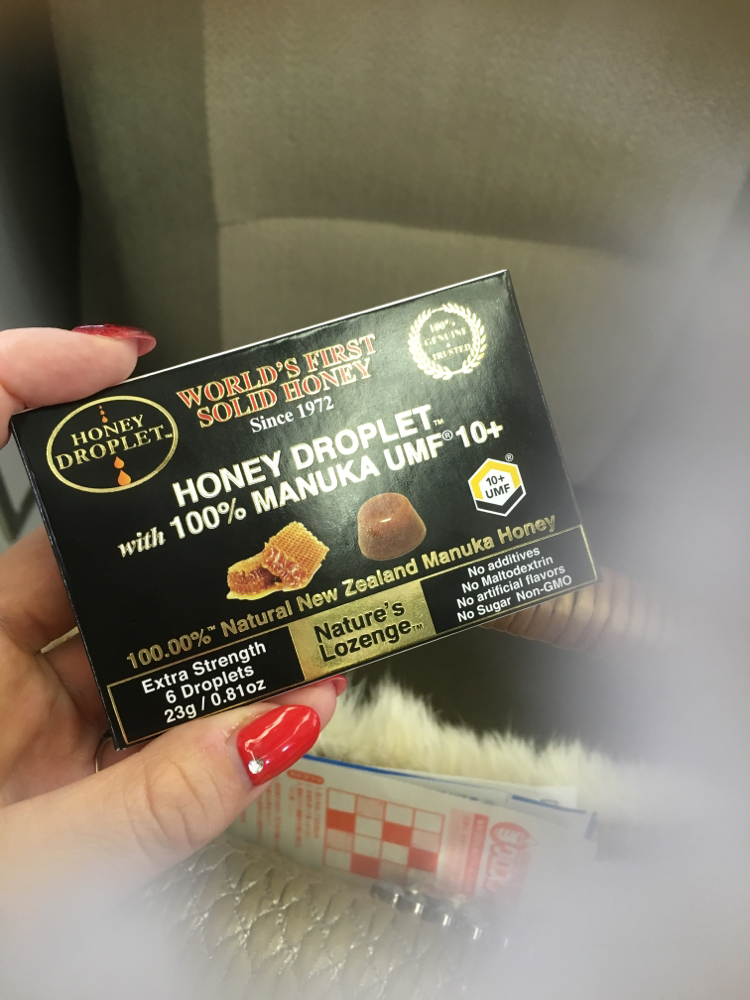 WORLD'S FIRST
SOLID HONEY
Since 1972
100%
GENUINE
&
TRUSTED
HONEY
DROPLET™
HONEY DROPLET™
with 100% MANUKA UMF® 10+
10+
UMF
®
100.00%™ Natural New Zealand Manuka Honey
Extra Strength
6 Droplets
23g / 0.81oz
Nature's
Lozenge™
No additives
No Maltodextrin
No artificial flavors
No Sugar Non-GMO